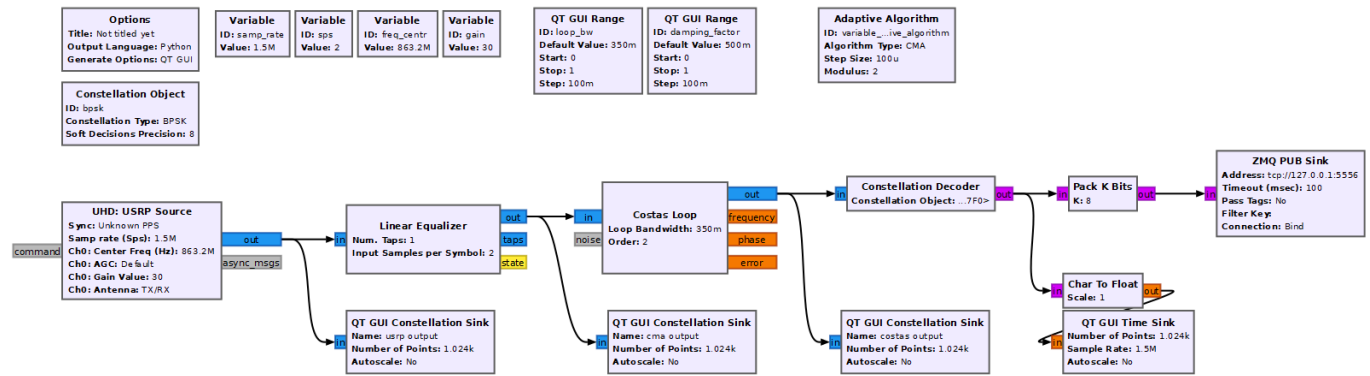 Options
Title: Not titled yet
Output Language: Python
Generate Options: QT GUI
Variable
ID: samp_rate
Value: 1.5M
Variable
ID: sps
Value: 2
Variable
ID: freq_centr
Value: 863.2M
Variable
ID: gain
Value: 30
QT GUI Range
ID: loop_bw
Default Value: 350m
Start: 0
Stop: 1
Step: 100m
QT GUI Range
ID: damping_factor
Default Value: 500m
Start: 0
Stop: 1
Step: 100m
Adaptive Algorithm
ID: variable_...ive_algorithm
Algorithm Type: CMA
Step Size: 100u
Modulus: 2
Constellation Object
ID: bpsk
Constellation Type: BPSK
Soft Decisions Precision: 8
command
UHD: USRP Source
Sync: Unknown PPS
Samp rate (Sps): 1.5M
Ch0: Center Freq (Hz): 863.2M
Ch0: AGC: Default
Ch0: Gain Value: 30
Ch0: Antenna: TX/RX
out
async_msgs
in
Linear Equalizer
Num. Taps: 1
Input Samples per Symbol: 2
out
taps
state
in
noise
Costas Loop
Loop Bandwidth: 350m
Order: 2
out
frequency
phase
error
in
Constellation Decoder
Constellation Object: ...7F0>
out
in
Pack K Bits
K: 8
out
in
ZMQ PUB Sink
Address: tcp://127.0.0.1:5556
Timeout (msec): 100
Pass Tags: No
Filter Key:
Connection: Bind
in
Char To Float
Scale: 1
out
in
QT GUI Constellation Sink
Name: usrp output
Number of Points: 1.024k
Autoscale: No
in
QT GUI Constellation Sink
Name: cma output
Number of Points: 1.024k
Autoscale: No
in
QT GUI Constellation Sink
Name: costas output
Number of Points: 1.024k
Autoscale: No
in
QT GUI Time Sink
Number of Points: 1.024k
Sample Rate: 1.5M
Autoscale: No